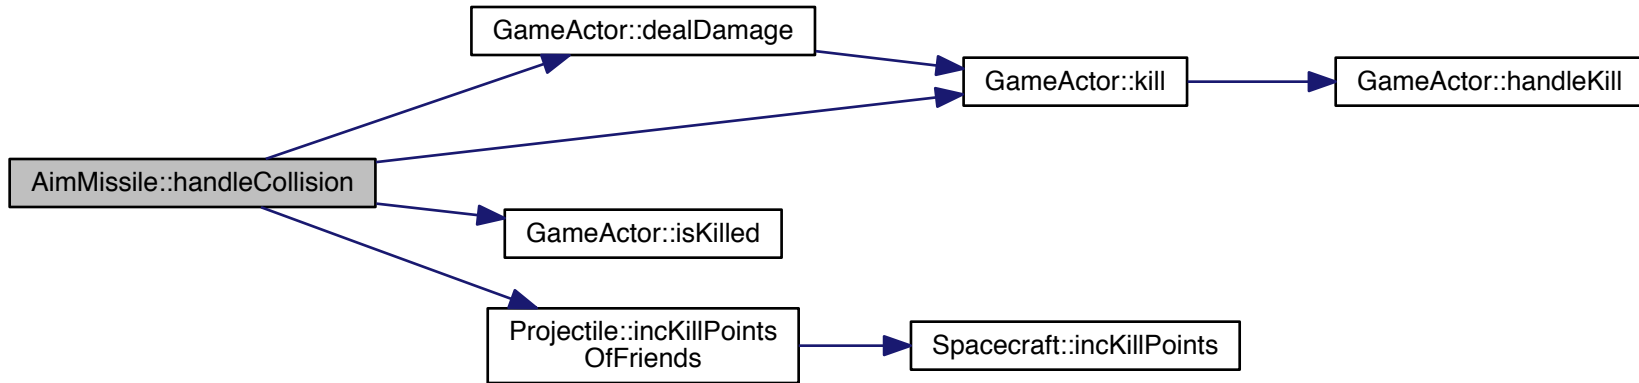 GameActor::dealDamage
GameActor::kill
GameActor::handleKill
AimMissile::handleCollision
GameActor::isKilled
Projectile::incKillPoints
OfFriends
Spacecraft::incKillPoints